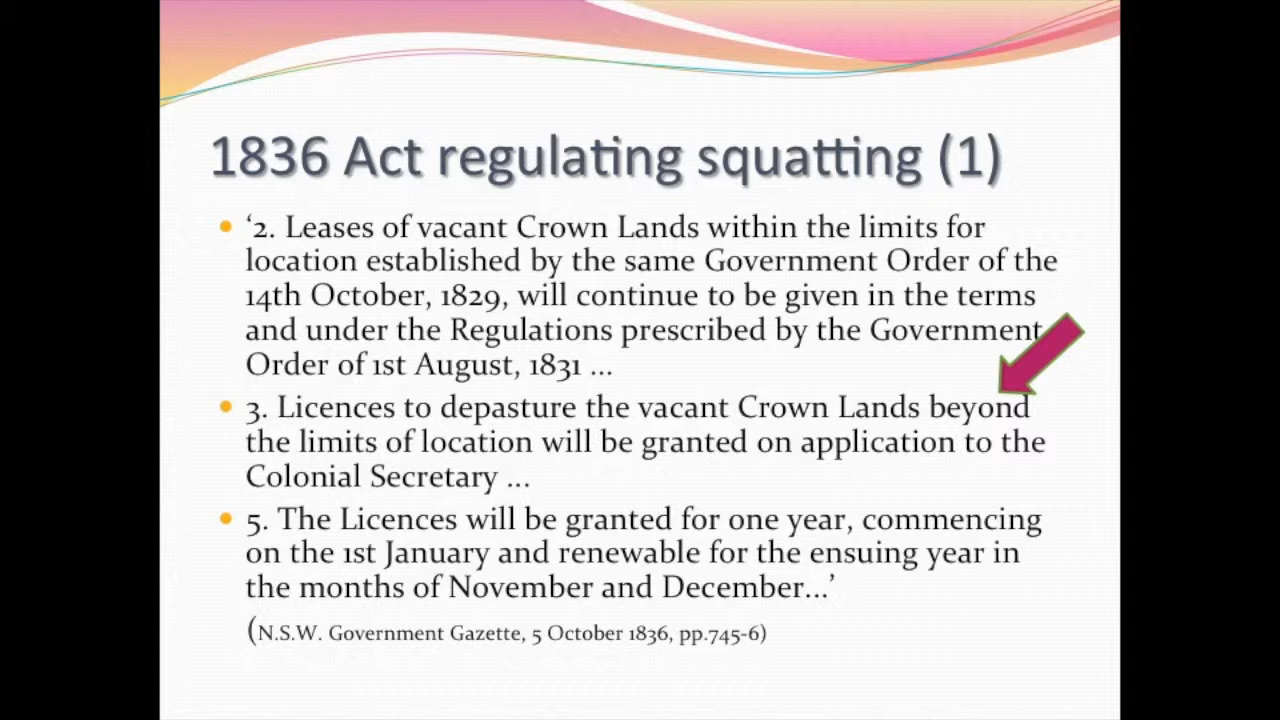 1836 Act regulating squatting (1)
‘2. Leases of vacant Crown Lands within the limits for
location established by the same Government Order of the
14th October, 1829, will continue to be given in the terms
and under the Regulations prescribed by the Government
Order of 1st August, 1831 ...
3. Licences to depasture the vacant Crown Lands beyond
the limits of location will be granted on application to the
Colonial Secretary ...
5. The Licences will be granted for one year, commencing
on the 1st January and renewable for the ensuing year in
the months of November and December...’
(N.S.W. Government Gazette, 5 October 1836, pp.745-6)